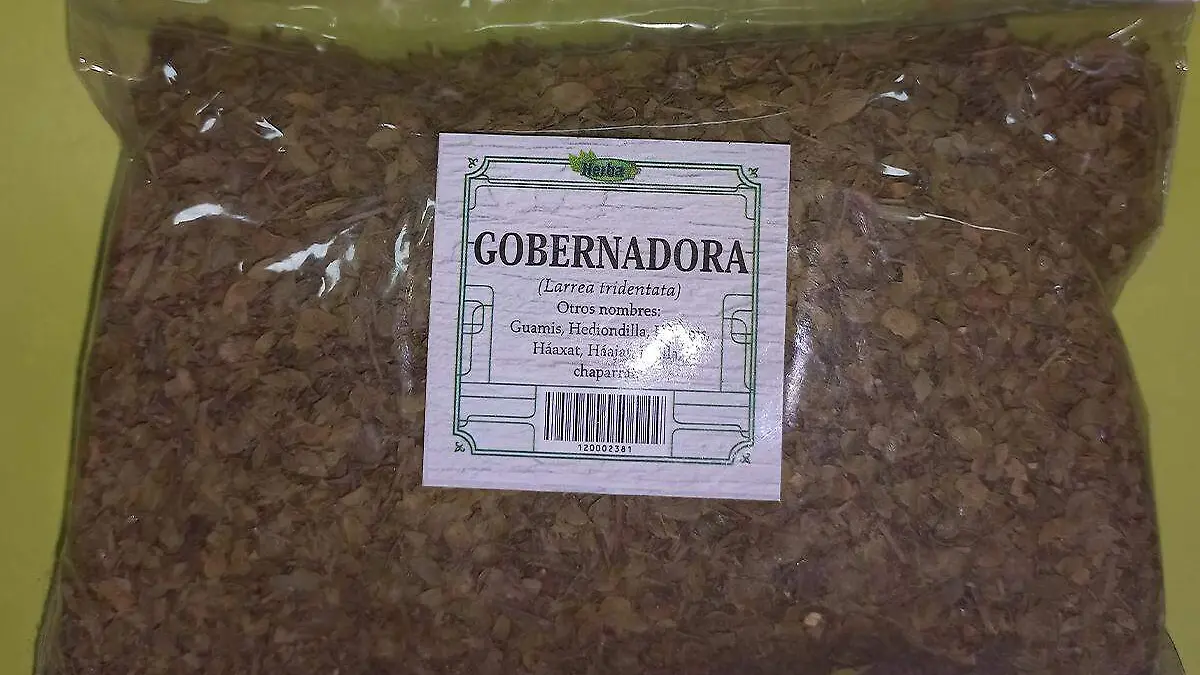 Herba
GOBERNADORA
(Larrea tridentata)
Otros nombres:
Guamis, Hediondilla,
Háaxat,
120002381